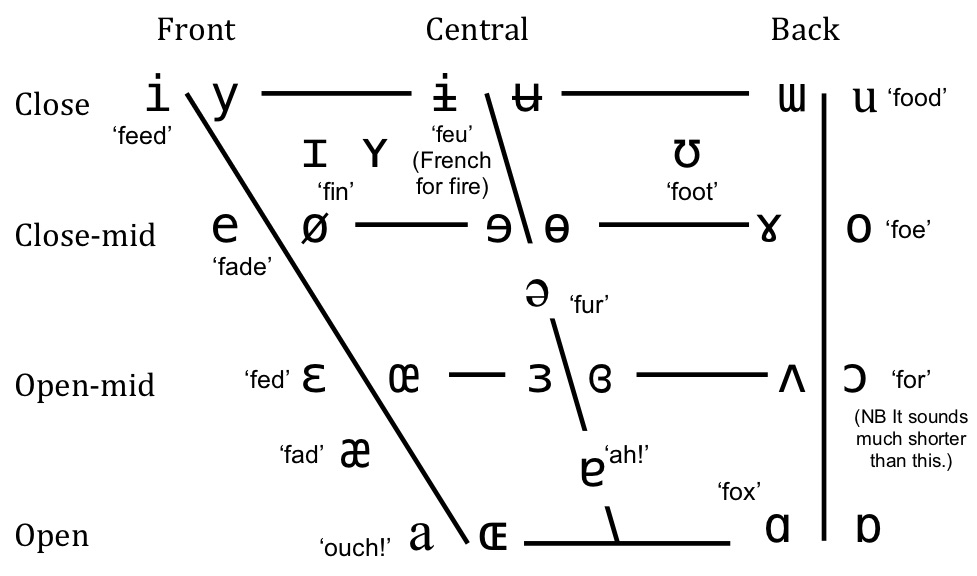 Front Central Back
Close i y ɨ ʉ ɯ u ‘food’
‘feed’ ‘feu’
(French
for fire)
ɪ ʏ ʊ
‘fin’ ‘foot’
Close-mid e ø ɘ ɵ ɤ o ‘foe’
‘fade’
ə ‘fur’
Open-mid ‘fed’ ɛ œ ɜ ɞ ʌ ɔ ‘for’
(NB It sounds
much shorter
than this.)
‘fad’ æ ɐ ‘ah!’
‘fox’
Open ‘ouch!’ a ɶ ɑ ɒ